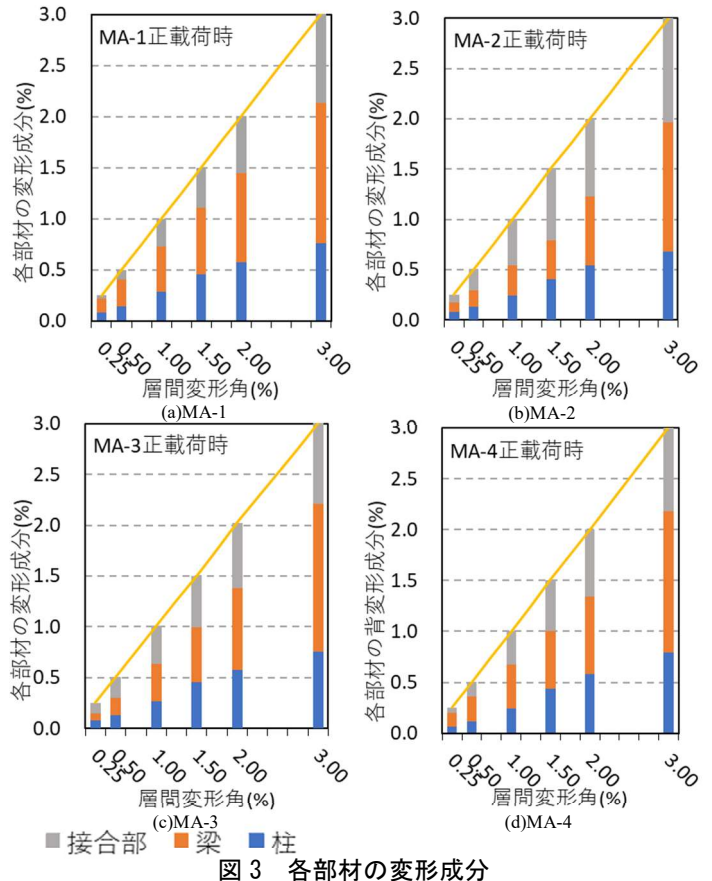 MA-1正載荷時
各部材の変形成分(%)
3.0
2.5
2.0
1.5
1.0
0.5
0.0
0.25 0.50 1.00 1.50 2.00 3.00
層間変形角(%)
(a)MA-1
MA-2正載荷時
各部材の変形成分(%)
3.0
2.5
2.0
1.5
1.0
0.5
0.0
0.25 0.50 1.00 1.50 2.00 3.00
層間変形角(%)
(b)MA-2
MA-3正載荷時
各部材の変形成分(%)
3.0
2.5
2.0
1.5
1.0
0.5
0.0
0.25 0.50 1.00 1.50 2.00 3.00
層間変形角(%)
(c)MA-3
MA-4正載荷時
各部材の背変形成分(%)
3.0
2.5
2.0
1.5
1.0
0.5
0.0
0.25 0.50 1.00 1.50 2.00 3.00
層間変形角(%)
(d)MA-4
接合部 梁 柱
図3 各部材の変形成分